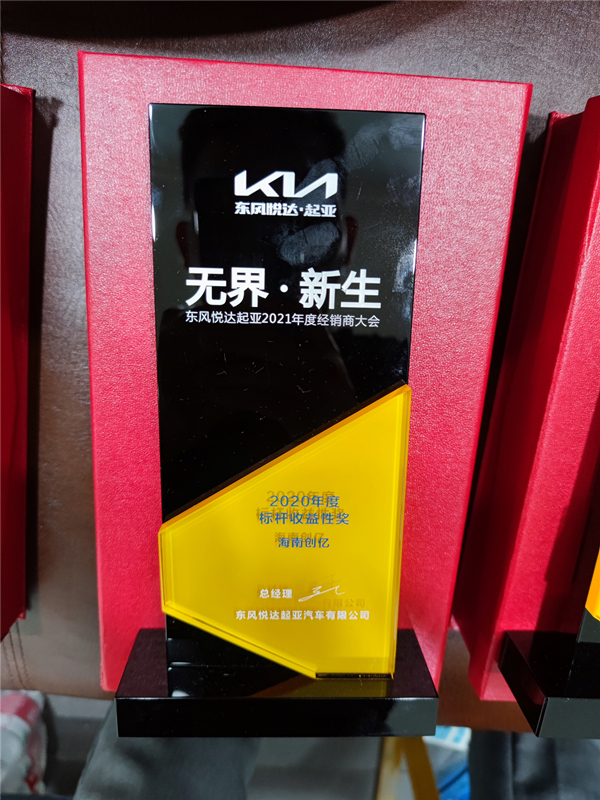 KIA
东风悦达·起亚
无界·新生
东风悦达起亚2021年度经销商大会
2020年度
标杆收益性奖
海南创亿
总经理
东风悦达起亚汽车有限公司